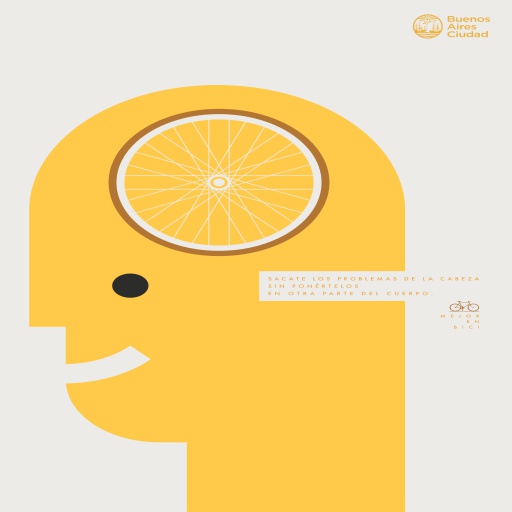 Buenos
Aires
Ciudad
SACATE LOS PROBLEMAS DE LA CABEZA
SIN PONÉRTELOS
EN OTRA PARTE DEL CUERPO.
MEJOR
EN
BICI